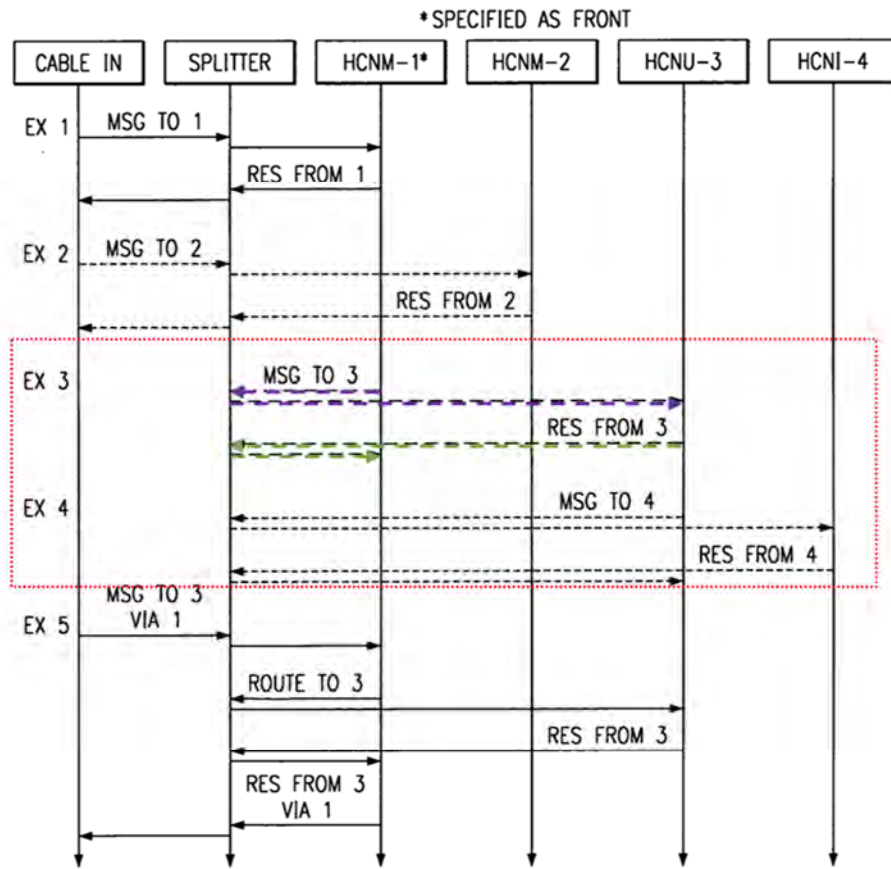 *SPECIFIED AS FRONT
CABLE IN
SPLITTER
HCNM-1*
HCNM-2
HCNU-3
HCNI-4
EX 1
MSG TO 1
RES FROM 1
EX 2
MSG TO 2
RES FROM 2
EX 3
MSG TO 3
RES FROM 3
EX 4
MSG TO 4
RES FROM 4
EX 5
MSG TO 3
VIA 1
ROUTE TO 3
RES FROM 3
RES FROM 3
VIA 1